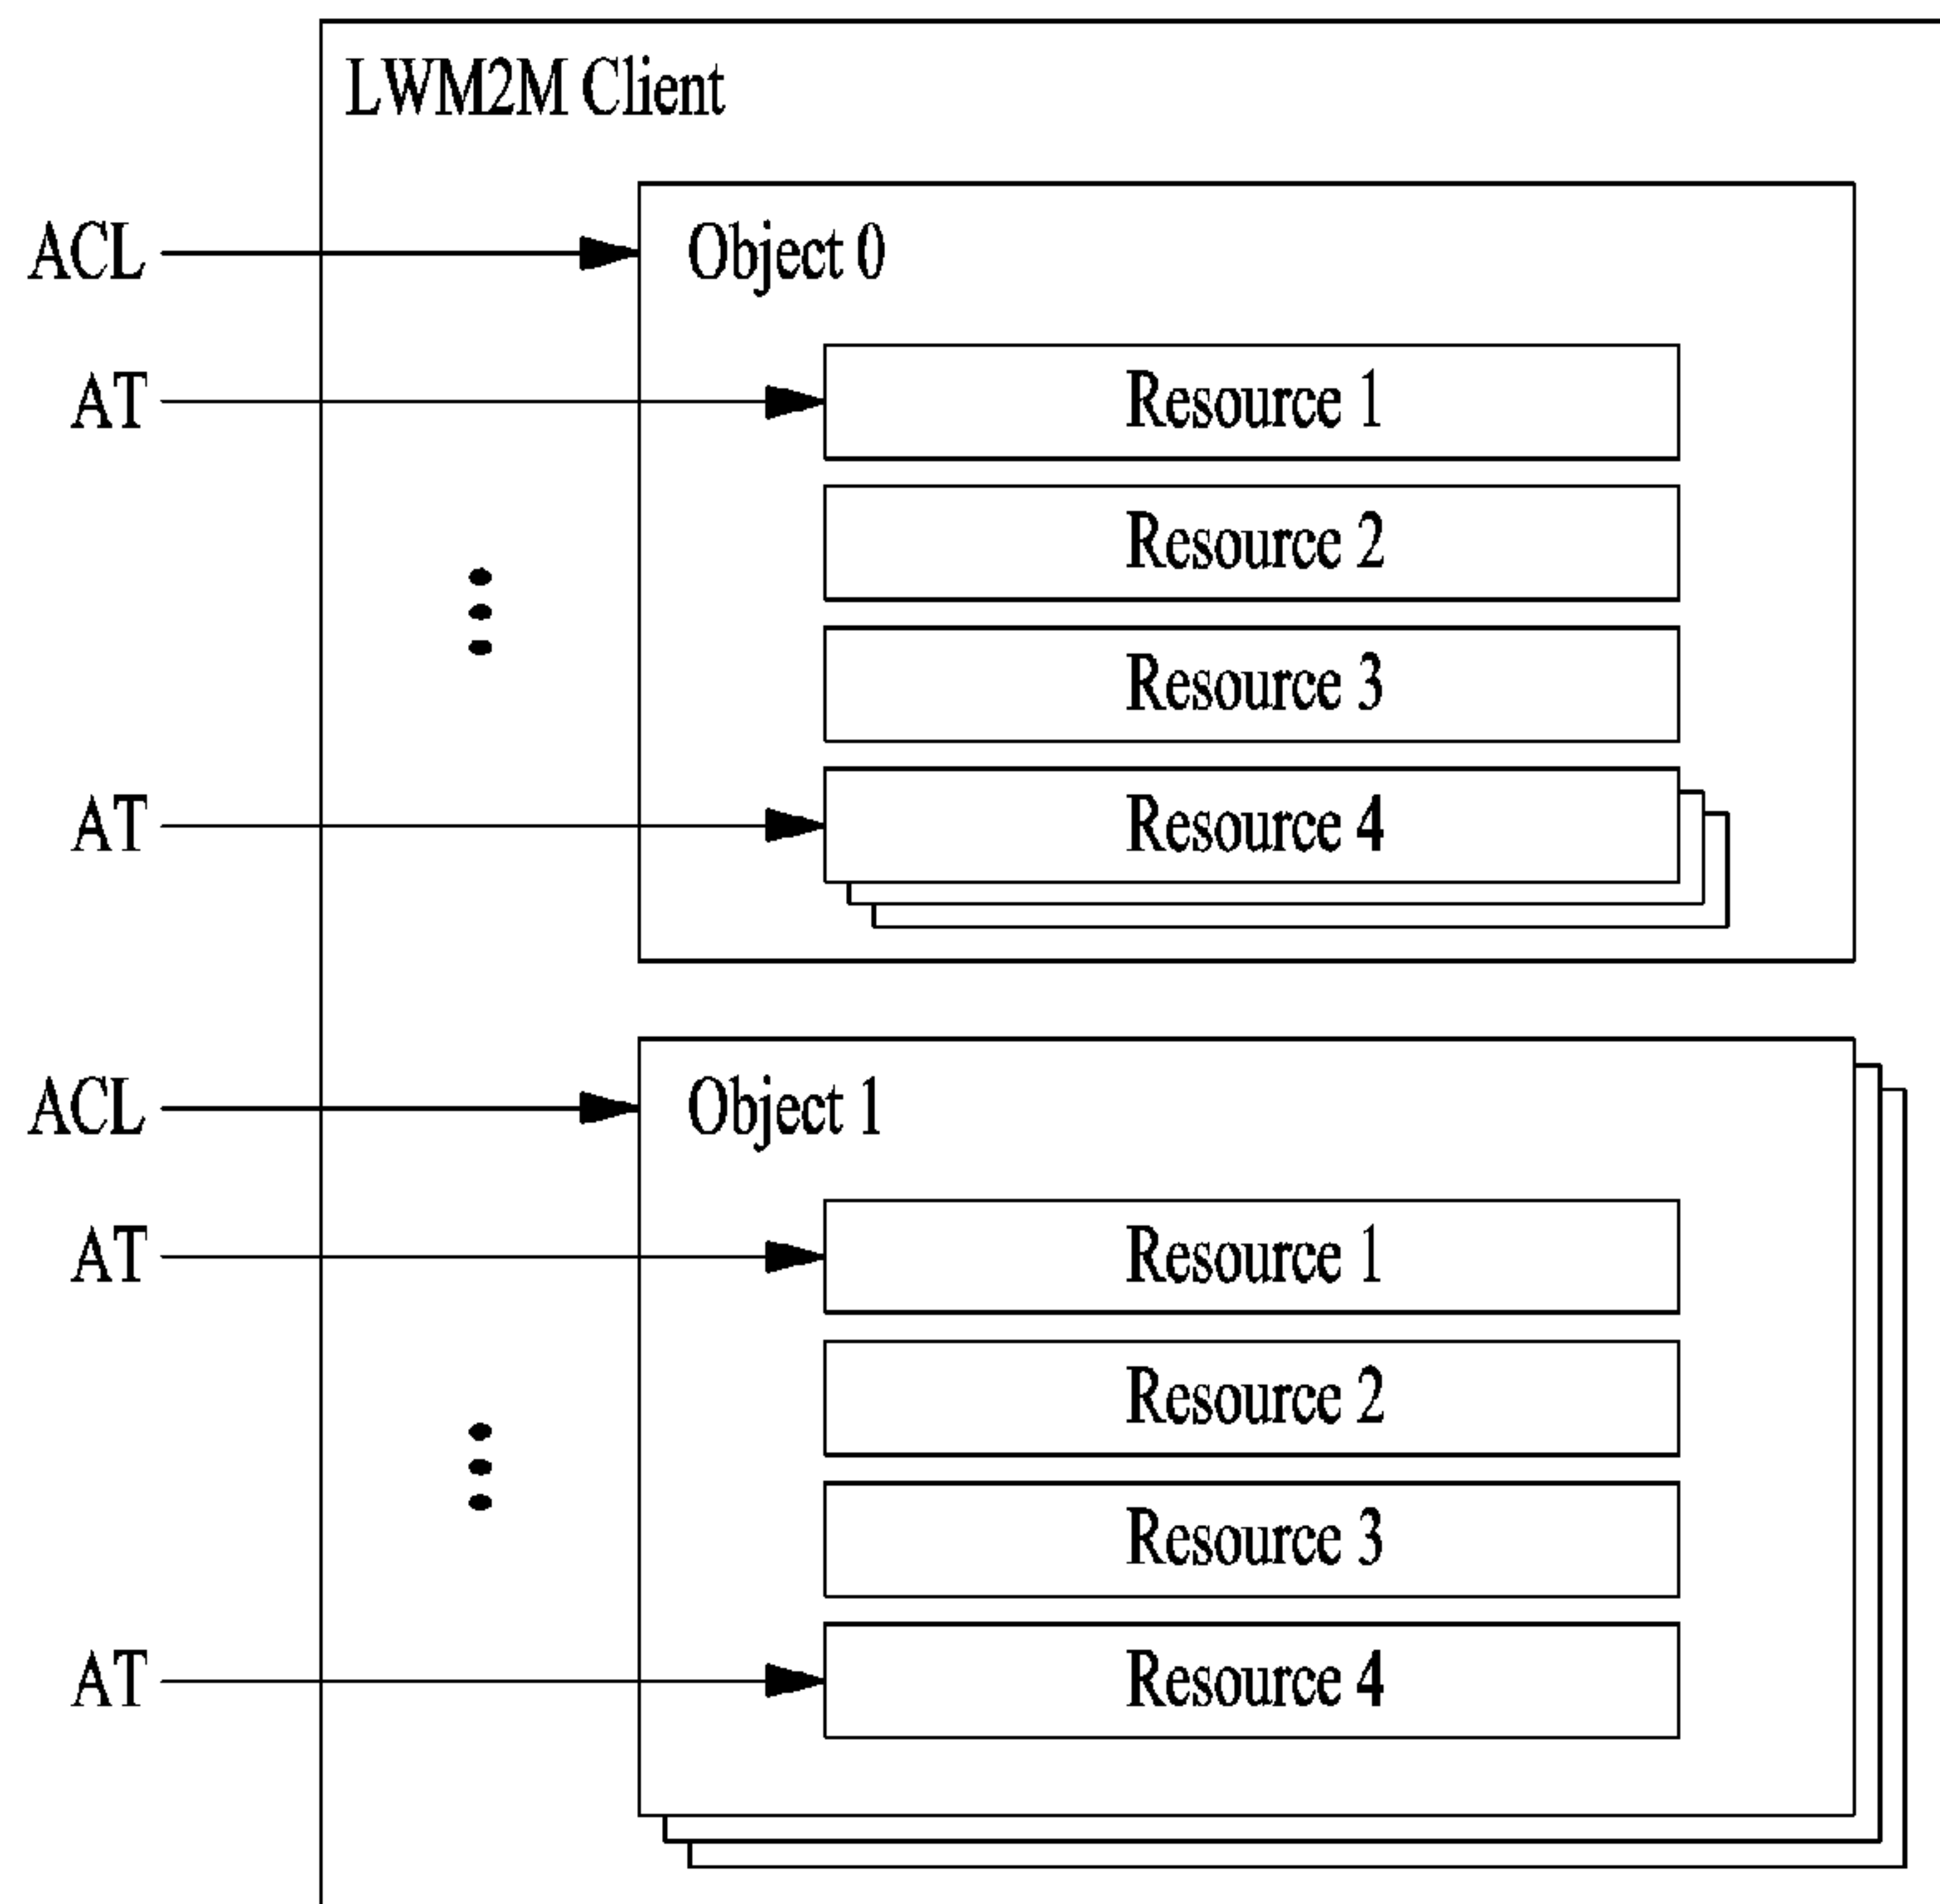 LWM2M Client
ACL
Object 0
AT
Resource 1
Resource 2
Resource 3
AT
Resource 4
ACL
Object 1
AT
Resource 1
Resource 2
Resource 3
AT
Resource 4